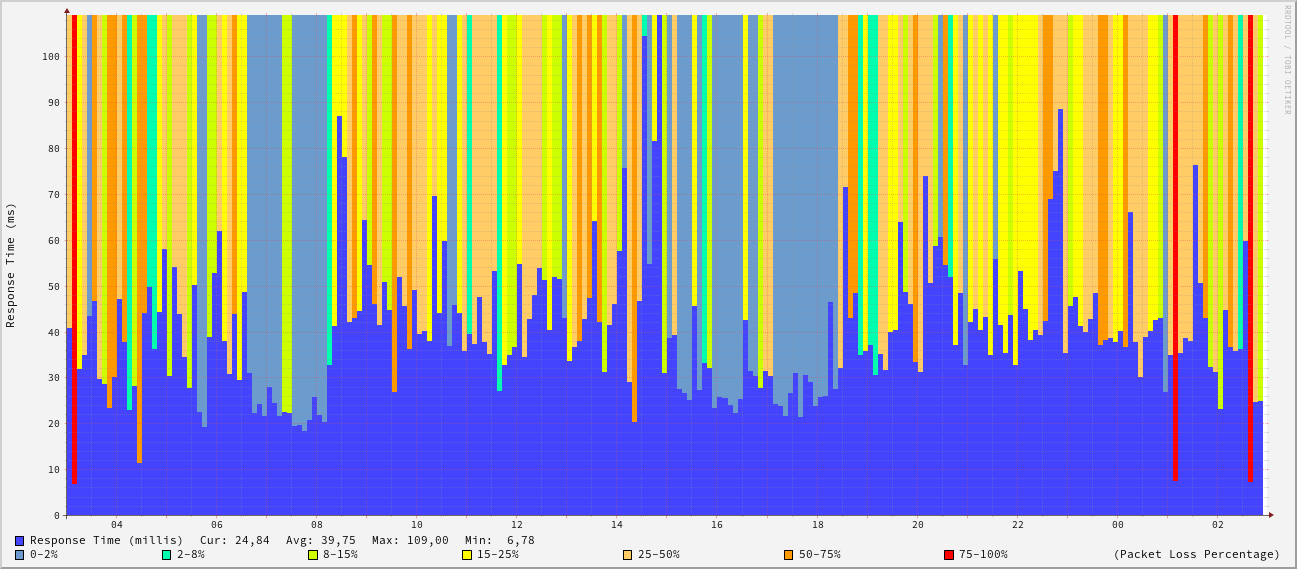 RRDTOOL / TOBI OETIKER
Response Time (ms)
100
90
80
70
60
50
40
30
20
10
0
04 06 08 10 12 14 16 18 20 22 00 02
Response Time (millis) Cur: 24,84 Avg: 39,75 Max: 109,00 Min: 6,78
0-2% 2-8% 8-15% 15-25% 25-50% 50-75% 75-100% (Packet Loss Percentage)